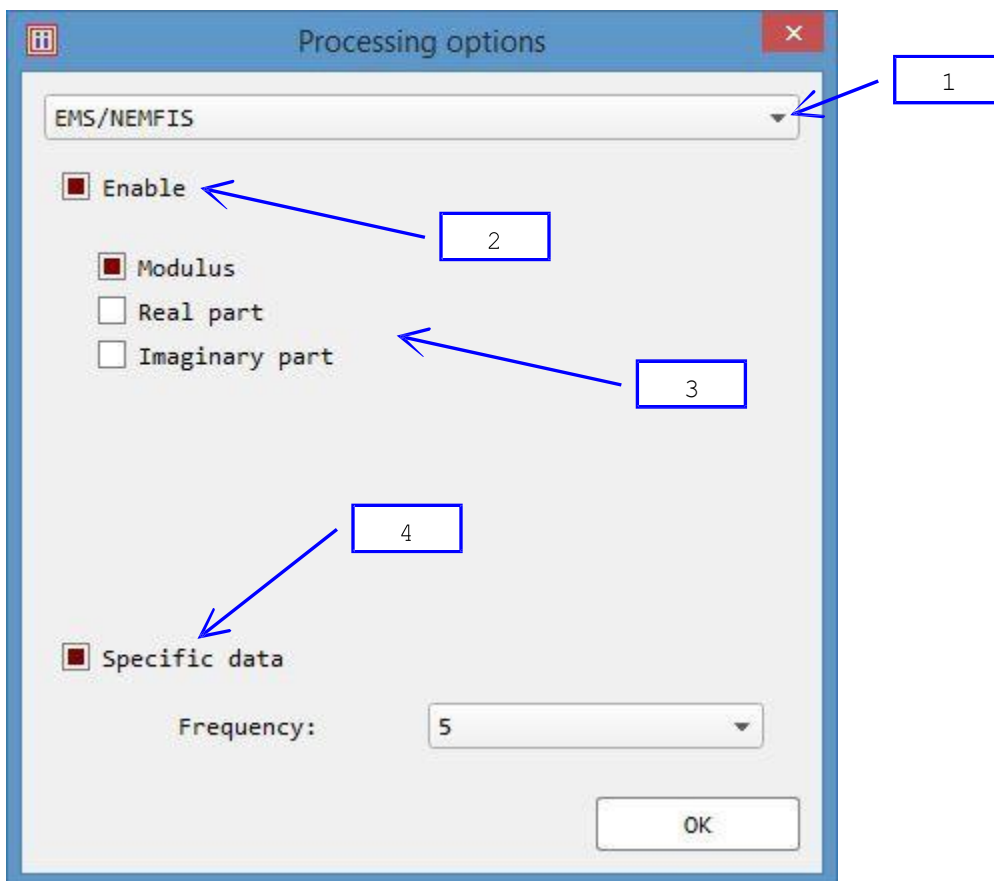 Processing options
1
EMS/NEMFIS
Enable
2
Modulus
Real part
Imaginary part
3
4
Specific data
Frequency: 5
OK